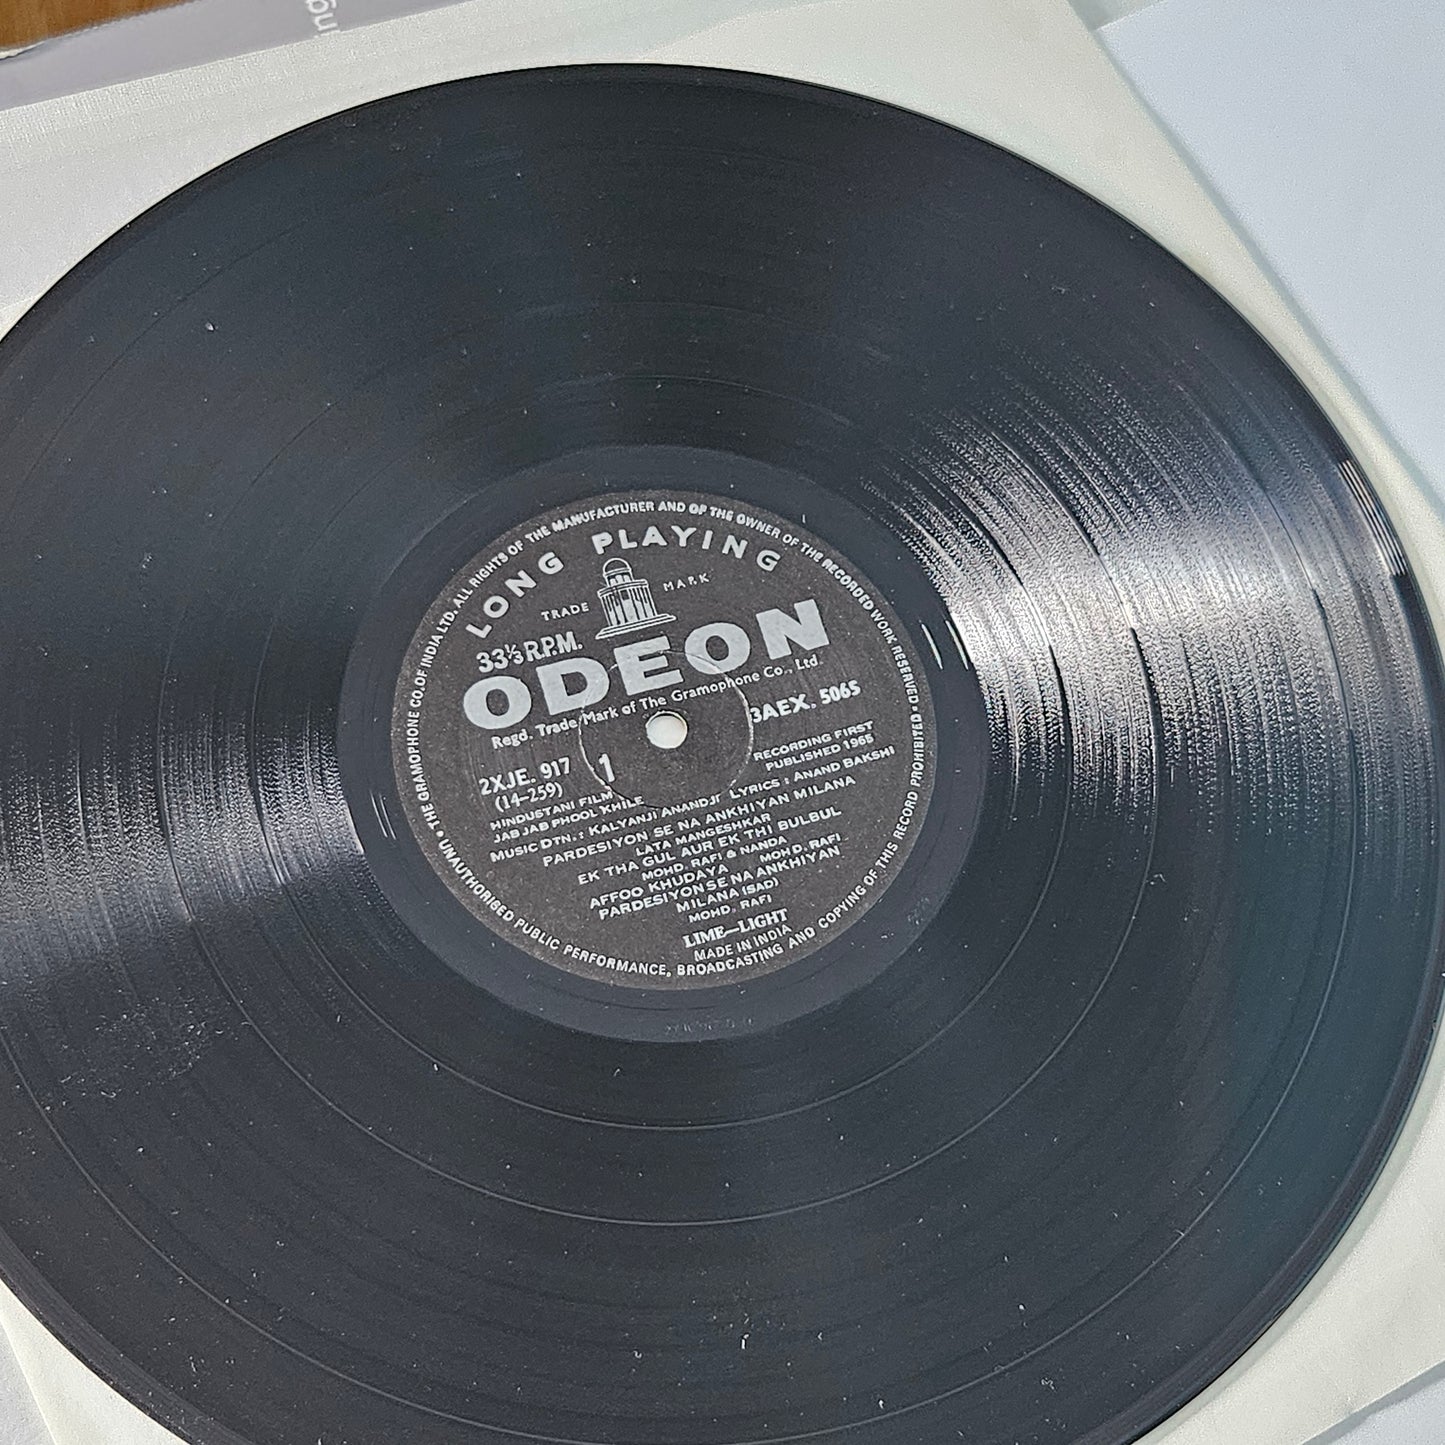 LONG PLAYING
TRADE MARK
33⅓ R.P.M.
ODEON
Regd. Trade Mark of The Gramophone Co., Ltd.
3AEX. 5065
2XJE. 917
(14-259)
1
RECORDING FIRST
PUBLISHED 1965
HINDUSTANI FILM
JAB JAB PHOOL KHILE
MUSIC DTN.: KALYANJI ANANDJI LYRICS: ANAND BAKSHI
PARDESIYON SE NA ANKHIYAN MILANA
LATA MANGESHKAR
EK THA GUL AUR EK THI BULBUL
MOHD. RAFI & NANDA
AFFOO KHUDAYA MOHD. RAFI
PARDESIYON SE NA ANKHIYAN
MILANA (SAD)
MOHD. RAFI
LIME—LIGHT
MADE IN INDIA
• THE GRAMOPHONE CO. OF INDIA LTD. ALL RIGHTS OF THE MANUFACTURER AND OF THE OWNER OF THE RECORDED WORK RESERVED •
UNAUTHORISED PUBLIC PERFORMANCE, BROADCASTING AND COPYING OF THIS RECORD PROHIBITED